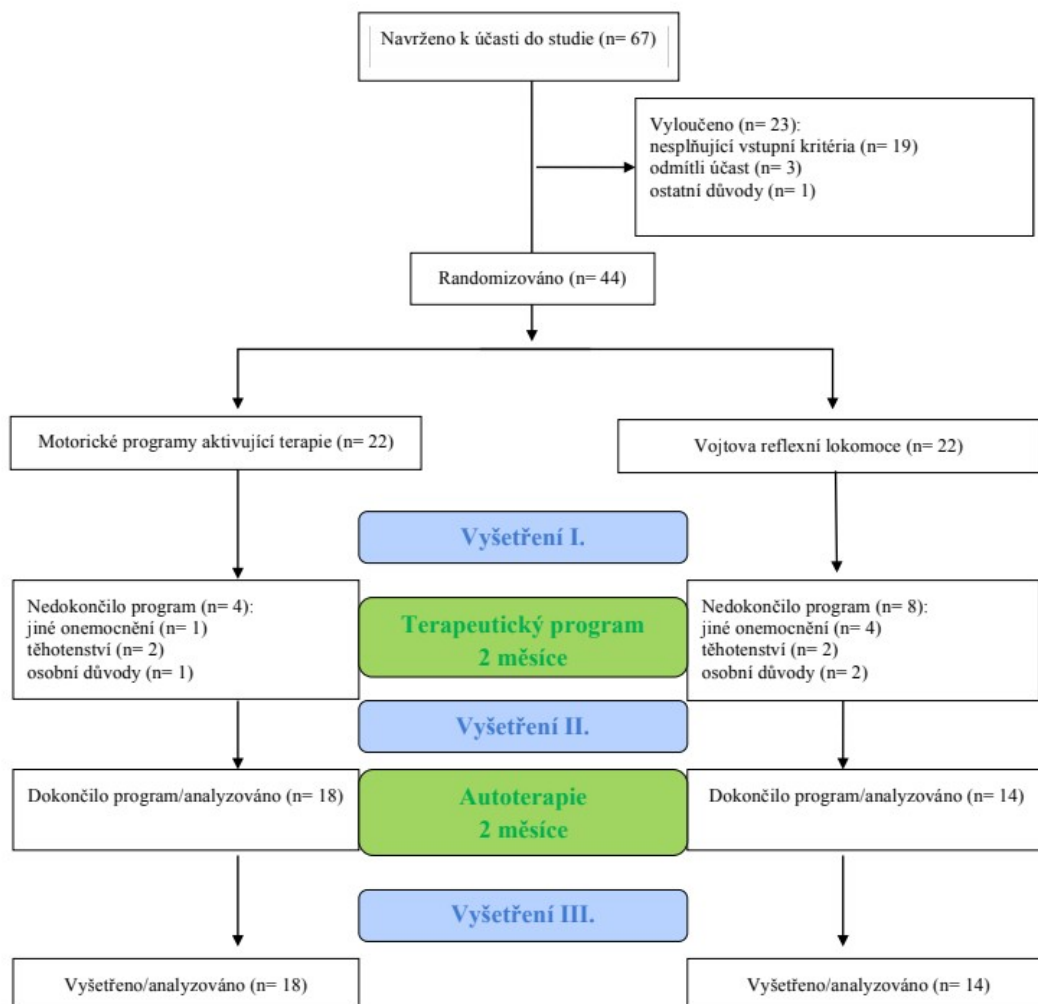 Navrženo k účasti do studie (n= 67)
Vyloučeno (n= 23):
nesplňující vstupní kritéria (n= 19)
odmítli účast (n= 3)
ostatní důvody (n= 1)
Randomizováno (n= 44)
Motorické programy aktivující terapie (n= 22)
Vojtova reflexní lokomoce (n= 22)
Vyšetření I.
Nedokončilo program (n= 4):
jiné onemocnění (n= 1)
těhotenství (n= 2)
osobní důvody (n= 1)
Terapeutický program
2 měsíce
Nedokončilo program (n= 8):
jiné onemocnění (n= 4)
těhotenství (n= 2)
osobní důvody (n= 2)
Vyšetření II.
Dokončilo program/analyzováno (n= 18)
Autoterapie
2 měsíce
Dokončilo program/analyzováno (n= 14)
Vyšetření III.
Vyšetřeno/analyzováno (n= 18)
Vyšetřeno/analyzováno (n= 14)